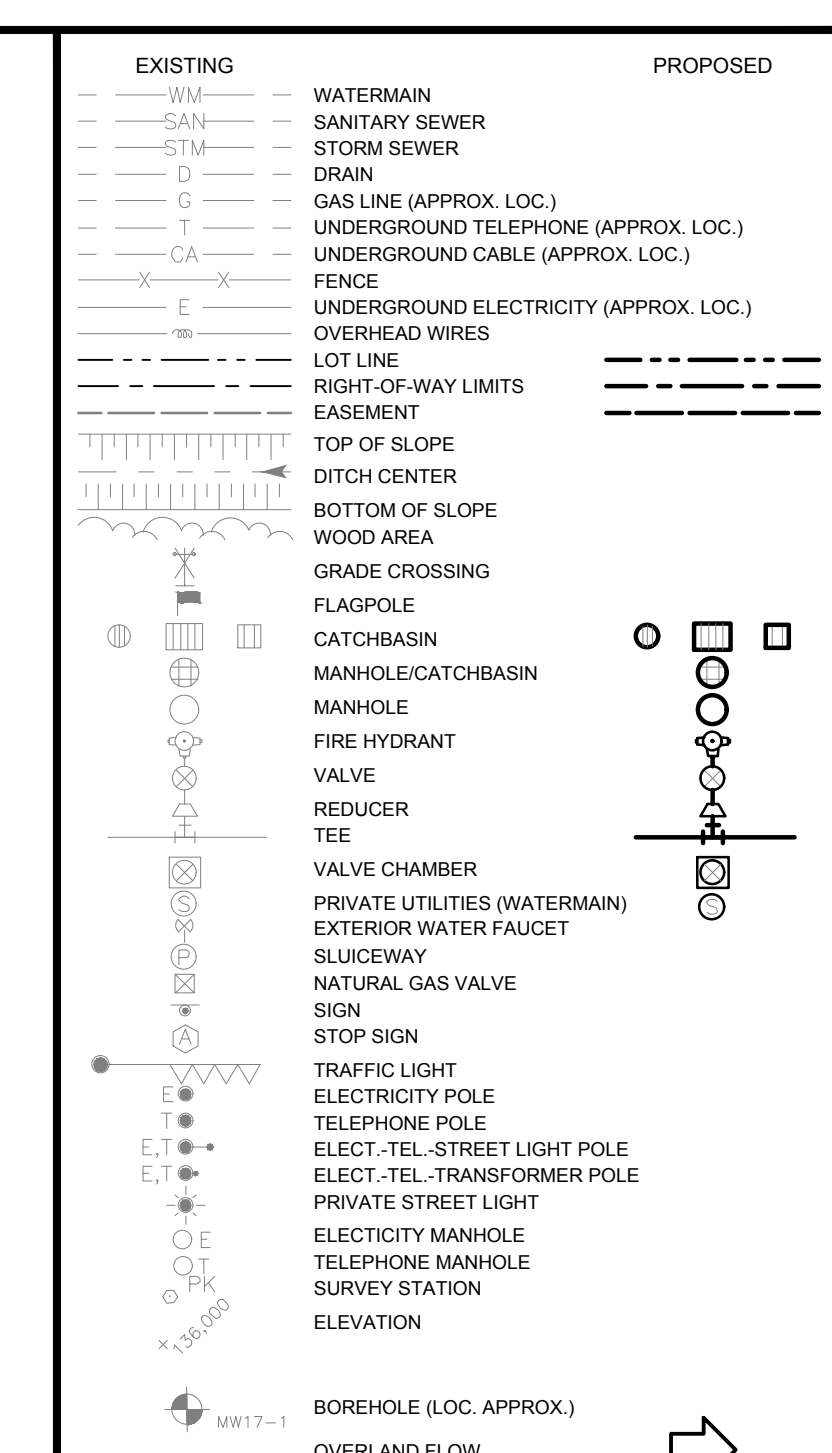 EXISTING PROPOSED
WM WATERMAIN
SAN SANITARY SEWER
STM STORM SEWER
D DRAIN
G GAS LINE (APPROX. LOC.)
T UNDERGROUND TELEPHONE (APPROX. LOC.)
CA UNDERGROUND CABLE (APPROX. LOC.)
X X FENCE
E UNDERGROUND ELECTRICITY (APPROX. LOC.)
OVERHEAD WIRES
LOT LINE
RIGHT-OF-WAY LIMITS
EASEMENT
TOP OF SLOPE
DITCH CENTER
BOTTOM OF SLOPE
WOOD AREA
GRADE CROSSING
FLAGPOLE
CATCHBASIN
MANHOLE/CATCHBASIN
MANHOLE
FIRE HYDRANT
VALVE
REDUCER
TEE
VALVE CHAMBER
S PRIVATE UTILITIES (WATERMAIN) S
EXTERIOR WATER FAUCET
P SLUICEWAY
NATURAL GAS VALVE
SIGN
A STOP SIGN
TRAFFIC LIGHT
E ELECTRICITY POLE
T TELEPHONE POLE
E,T ELECT.-TEL.-STREET LIGHT POLE
E,T ELECT.-TEL.-TRANSFORMER POLE
PRIVATE STREET LIGHT
E ELECTICITY MANHOLE
T TELEPHONE MANHOLE
PK SURVEY STATION
×136,000 ELEVATION
MW17-1 BOREHOLE (LOC. APPROX.)
OVERLAND FLOW